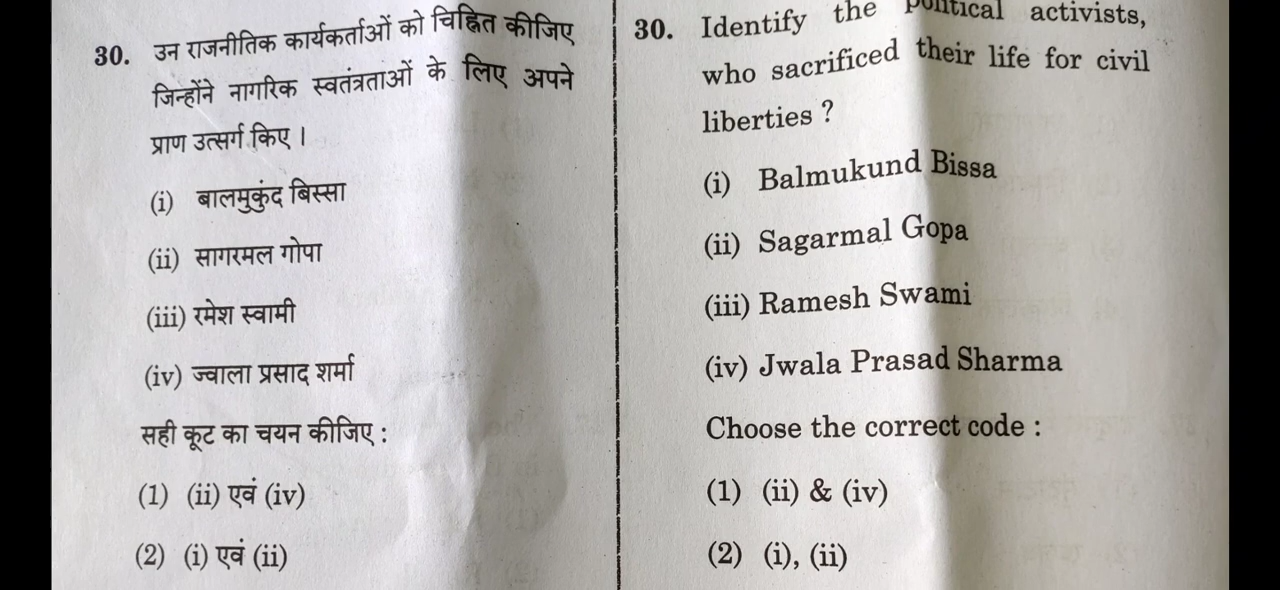 30. उन राजनीतिक कार्यकर्ताओं को चिह्नित कीजिए
जिन्होंने नागरिक स्वतंत्रताओं के लिए अपने
प्राण उत्सर्ग किए ।
(i) बालमुकुंद बिस्सा
(ii) सागरमल गोपा
(iii) रमेश स्वामी
(iv) ज्वाला प्रसाद शर्मा
सही कूट का चयन कीजिए :
(1) (ii) एवं (iv)
(2) (i) एवं (ii)
30. Identify the political activists,
who sacrificed their life for civil
liberties ?
(i) Balmukund Bissa
(ii) Sagarmal Gopa
(iii) Ramesh Swami
(iv) Jwala Prasad Sharma
Choose the correct code :
(1) (ii) & (iv)
(2) (i), (ii)